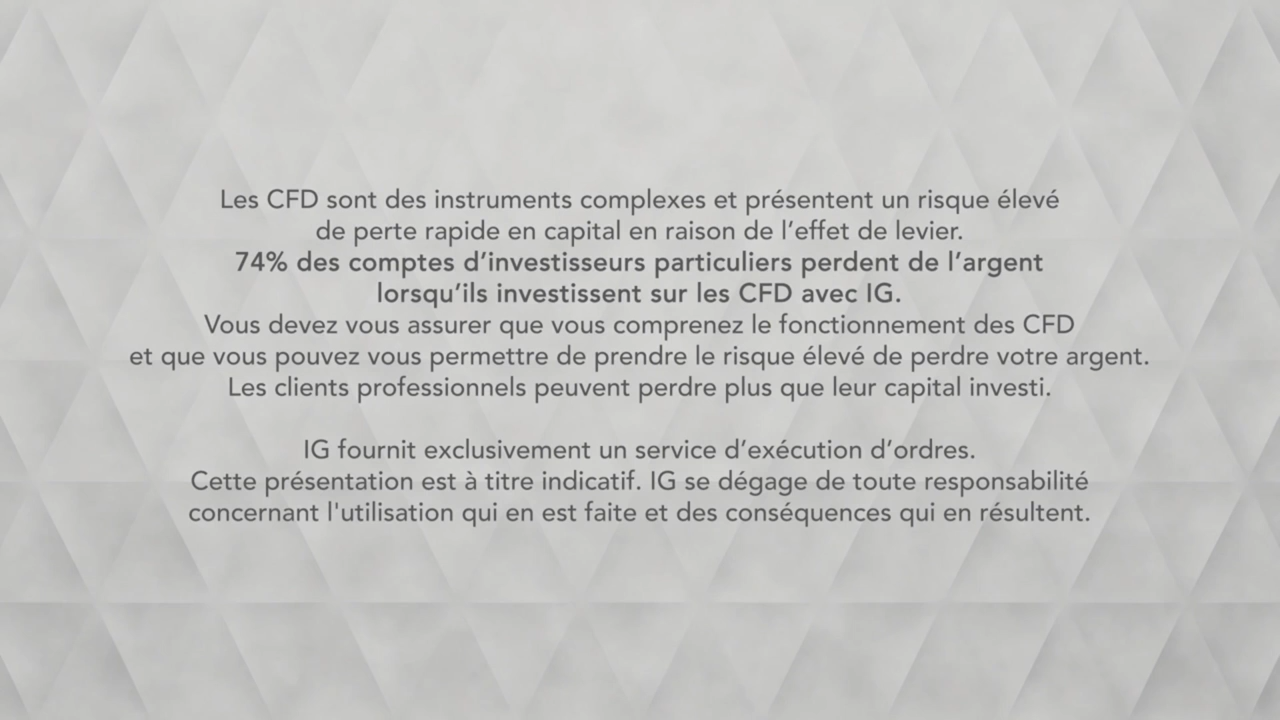 Les CFD sont des instruments complexes et présentent un risque élevé
de perte rapide en capital en raison de l’effet de levier.
74% des comptes d’investisseurs particuliers perdent de l’argent
lorsqu’ils investissent sur les CFD avec IG.
Vous devez vous assurer que vous comprenez le fonctionnement des CFD
et que vous pouvez vous permettre de prendre le risque élevé de perdre votre argent.
Les clients professionnels peuvent perdre plus que leur capital investi.
IG fournit exclusivement un service d’exécution d’ordres.
Cette présentation est à titre indicatif. IG se dégage de toute responsabilité
concernant l'utilisation qui en est faite et des conséquences qui en résultent.